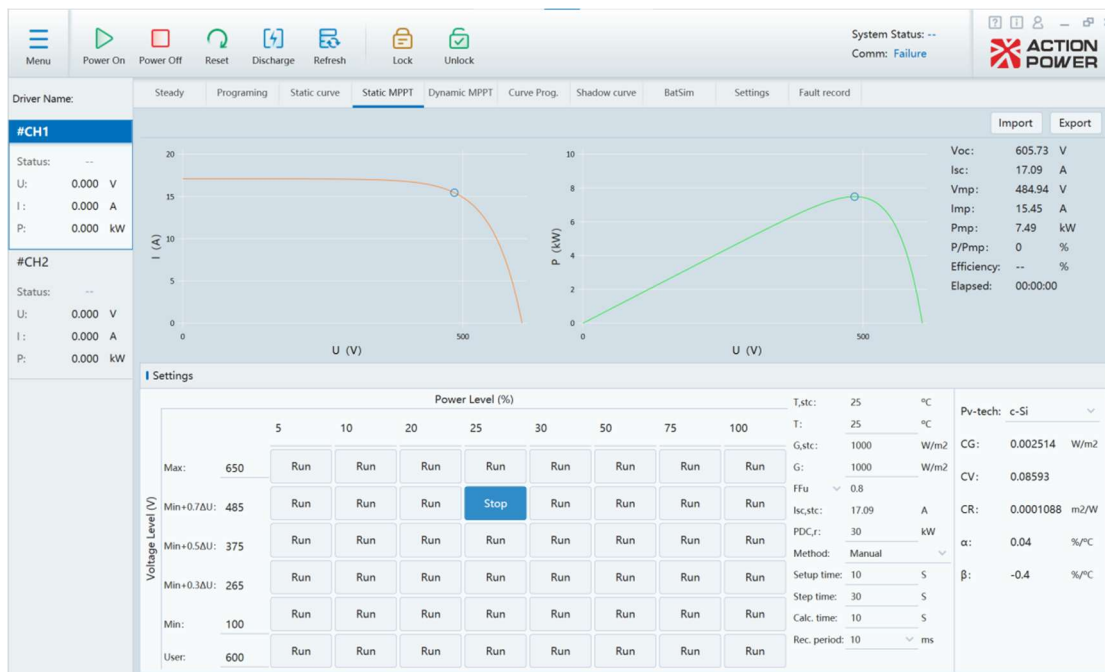 System Status: --
Comm: Failure
ACTION POWER
Menu Power On Power Off Reset Discharge Refresh Lock Unlock
Driver Name:
Steady Programing Static curve Static MPPT Dynamic MPPT Curve Prog. Shadow curve BatSim Settings Fault record
Import Export
#CH1
Status: --
U: 0.000 V
I: 0.000 A
P: 0.000 kW
#CH2
Status: --
U: 0.000 V
I: 0.000 A
P: 0.000 kW
20
15
10
5
0
I (A)
0 500
U (V)
10
8
6
4
2
0
P (kW)
0 500
U (V)
Voc: 605.73 V
Isc: 17.09 A
Vmp: 484.94 V
Imp: 15.45 A
Pmp: 7.49 kW
P/Pmp: 0 %
Efficiency: -- %
Elapsed: 00:00:00
Settings
Power Level (%)
5 10 20 25 30 50 75 100
Voltage Level (V)
Max: 650 Run Run Run Run Run Run Run Run
Min+0.7ΔU: 485 Run Run Run Stop Run Run Run Run
Min+0.5ΔU: 375 Run Run Run Run Run Run Run Run
Min+0.3ΔU: 265 Run Run Run Run Run Run Run Run
Min: 100 Run Run Run Run Run Run Run Run
User: 600 Run Run Run Run Run Run Run Run
T,stc: 25 ℃
T: 25 ℃
G,stc: 1000 W/m2
G: 1000 W/m2
FFu 0.8
Isc,stc: 17.09 A
PDC,r: 30 kW
Method: Manual
Setup time: 10 S
Step time: 30 S
Calc. time: 10 S
Rec. period: 10 ms
Pv-tech: c-Si
CG: 0.002514 W/m2
CV: 0.08593
CR: 0.0001088 m2/W
α: 0.04 %/℃
β: -0.4 %/℃